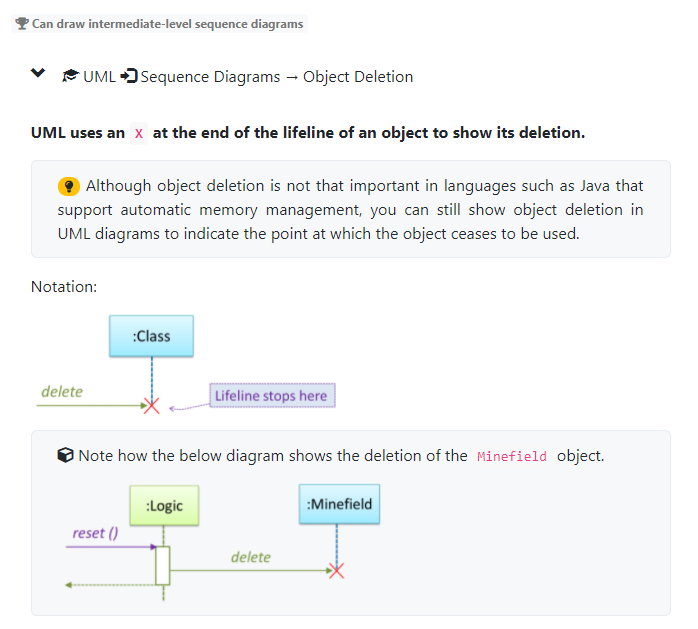 Can draw intermediate-level sequence diagrams
UML Sequence Diagrams → Object Deletion
UML uses an X at the end of the lifeline of an object to show its deletion.
Although object deletion is not that important in languages such as Java that
support automatic memory management, you can still show object deletion in
UML diagrams to indicate the point at which the object ceases to be used.
Notation:
:Class
delete
Lifeline stops here
Note how the below diagram shows the deletion of the Minefield object.
:Logic
:Minefield
reset ()
delete